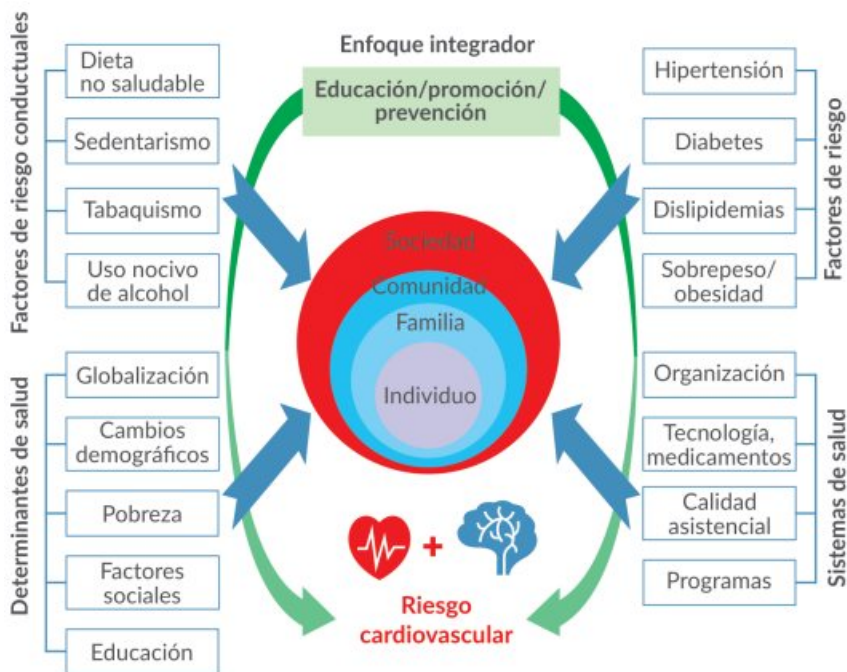 Factores de riesgo conductuales
Dieta
no saludable
Sedentarismo
Tabaquismo
Uso nocivo
de alcohol
Determinantes de salud
Globalización
Cambios
demográficos
Pobreza
Factores
sociales
Educación
Enfoque integrador
Educación/promoción/
prevención
Sociedad
Comunidad
Familia
Individuo
+
Riesgo
cardiovascular
Hipertensión
Diabetes
Dislipidemias
Sobrepeso/
obesidad
Factores de riesgo
Organización
Tecnología,
medicamentos
Calidad
asistencial
Programas
Sistemas de salud